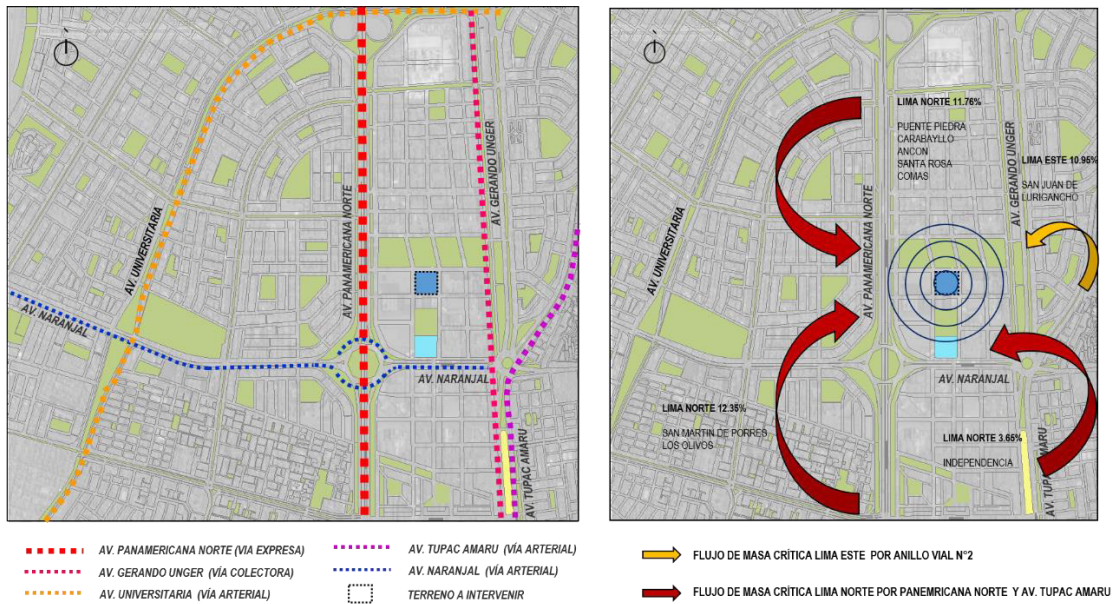 AV. UNIVERSITARIA
AV. PANAMERICANA NORTE
AV. GERANDO UNGER
AV. NARANJAL
AV. NARANJAL
AV. TUPAC AMARU
LIMA NORTE 11.76%
PUENTE PIEDRA
CARABAYLLO
ANCON
SANTA ROSA
COMAS
AV. GERANDO UNGER
LIMA ESTE 10.95%
SAN JUAN DE
LURIGANCHO
AV. UNIVERSITARIA
AV. PANAMERICANA NORTE
AV. NARANJAL
LIMA NORTE 12.35%
SAN MARTIN DE PORRES
LOS OLIVOS
LIMA NORTE 3.65%
INDEPENDENCIA
AV. TUPAC AMARU
AV. PANAMERICANA NORTE (VIA EXPRESA)
AV. GERANDO UNGER (VÍA COLECTORA)
AV. UNIVERSITARIA (VÍA ARTERIAL)
AV. TUPAC AMARU (VÍA ARTERIAL)
AV. NARANJAL (VÍA ARTERIAL)
TERRENO A INTERVENIR
FLUJO DE MASA CRÍTICA LIMA ESTE POR ANILLO VIAL N°2
FLUJO DE MASA CRÍTICA LIMA NORTE POR PANEMRICANA NORTE Y AV. TUPAC AMARU